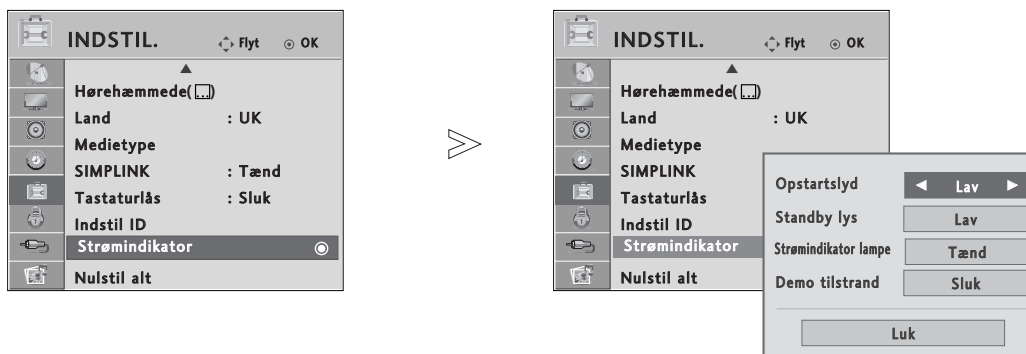 INDSTIL. Flyt OK
Hørehæmmede(...)
Land : UK
Medietype
SIMPLINK : Tænd
Tastaturlås : Sluk
Indstil ID
Strømindikator
Nulstil alt
INDSTIL. Flyt OK
Hørehæmmede(...)
Land : UK
Medietype
SIMPLINK
Tastaturlås
Indstil ID
Strømindikator
Nulstil alt
Opstartslyd Lav
Standby lys Lav
Strømindikator lampe Tænd
Demo tilstrand Sluk
Luk